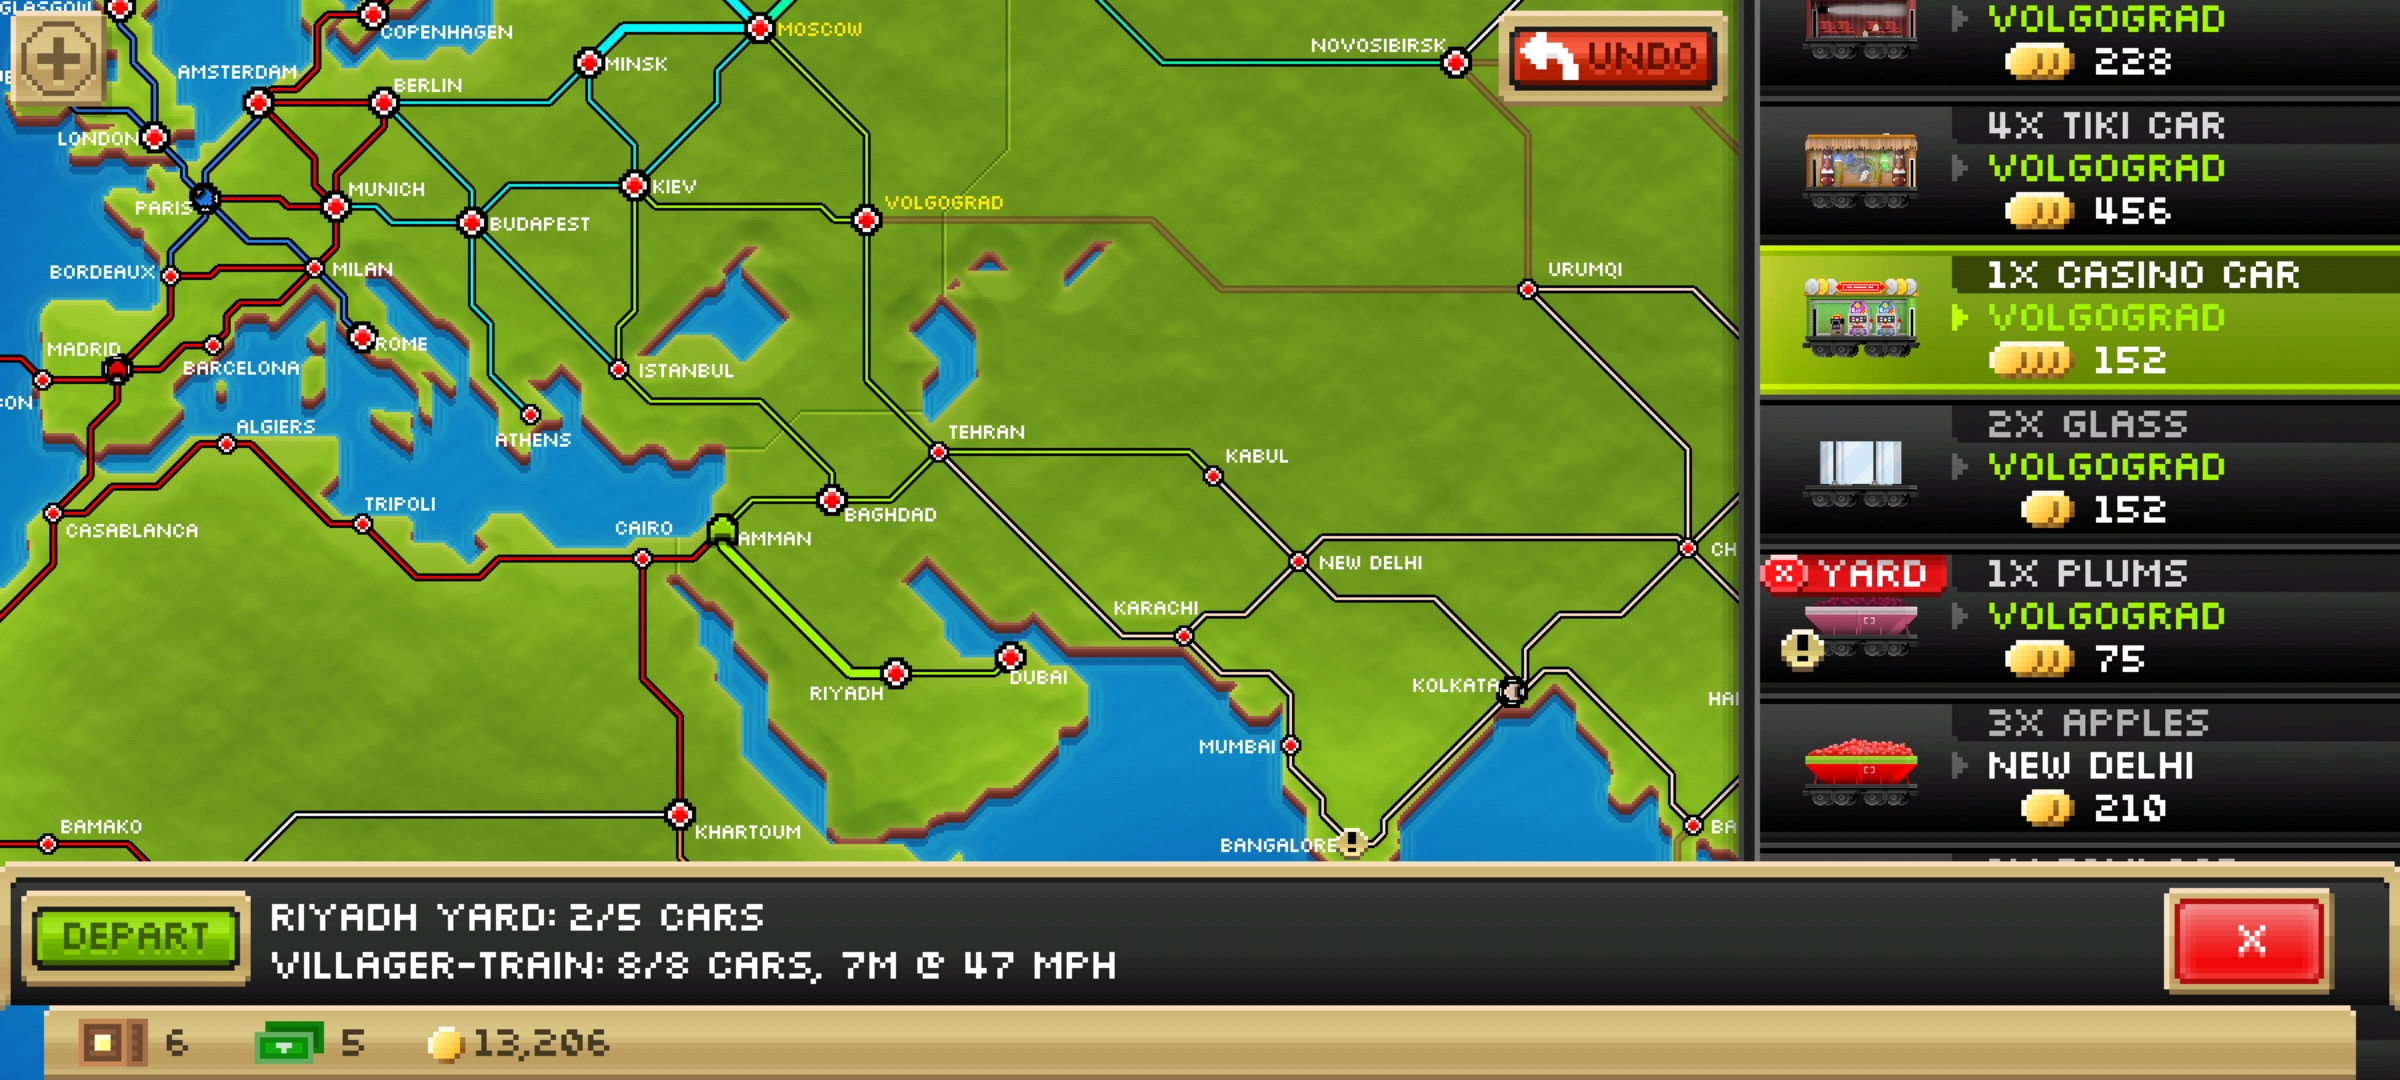 GLASGOW
COPENHAGEN
MOSCOW
MINSK
NOVOSIBIRSK
UNDO
AMSTERDAM
BERLIN
LONDON
MUNICH
KIEV
PARIS
BUDAPEST
VOLGOGRAD
BORDEAUX
MILAN
URUMQI
MADRID
ROME
BARCELONA
ISTANBUL
ON
ALGIERS
ATHENS
TEHRAN
KABUL
TRIPOLI
CASABLANCA
CAIRO
AMMAN
BAGHDAD
NEW DELHI
CH
KARACHI
RIYADH
DUBAI
KOLKATA
HA
MUMBAI
BAMAKO
KHARTOUM
BANGALORE
BA
VOLGOGRAD
228
4X TIKI CAR
VOLGOGRAD
456
1X CASINO CAR
VOLGOGRAD
152
2X GLASS
VOLGOGRAD
152
YARD
1X PLUMS
VOLGOGRAD
75
3X APPLES
NEW DELHI
210
DEPART
RIYADH YARD: 2/5 CARS
VILLAGER-TRAIN: 8/8 CARS, 7M @ 47 MPH
X
6
5
13,206